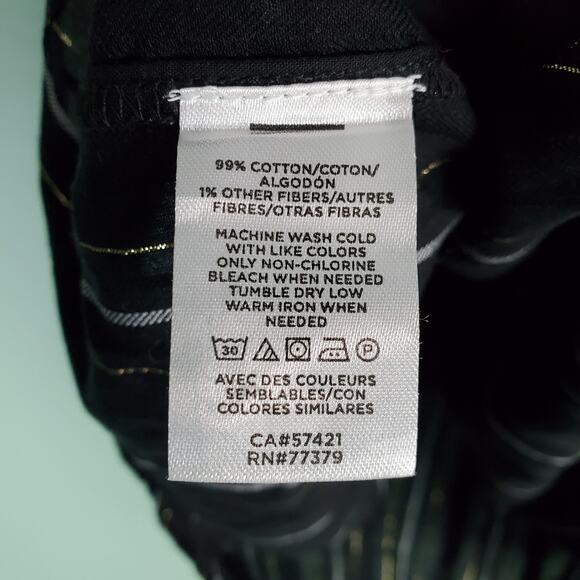 99% COTTON/COTON/
ALGODÓN
1% OTHER FIBERS/AUTRES
FIBRES/OTRAS FIBRAS
MACHINE WASH COLD
WITH LIKE COLORS
ONLY NON-CHLORINE
BLEACH WHEN NEEDED
TUMBLE DRY LOW
WARM IRON WHEN
NEEDED
30 P
AVEC DES COULEURS
SEMBLABLES/CON
COLORES SIMILARES
CA#57421
RN#77379